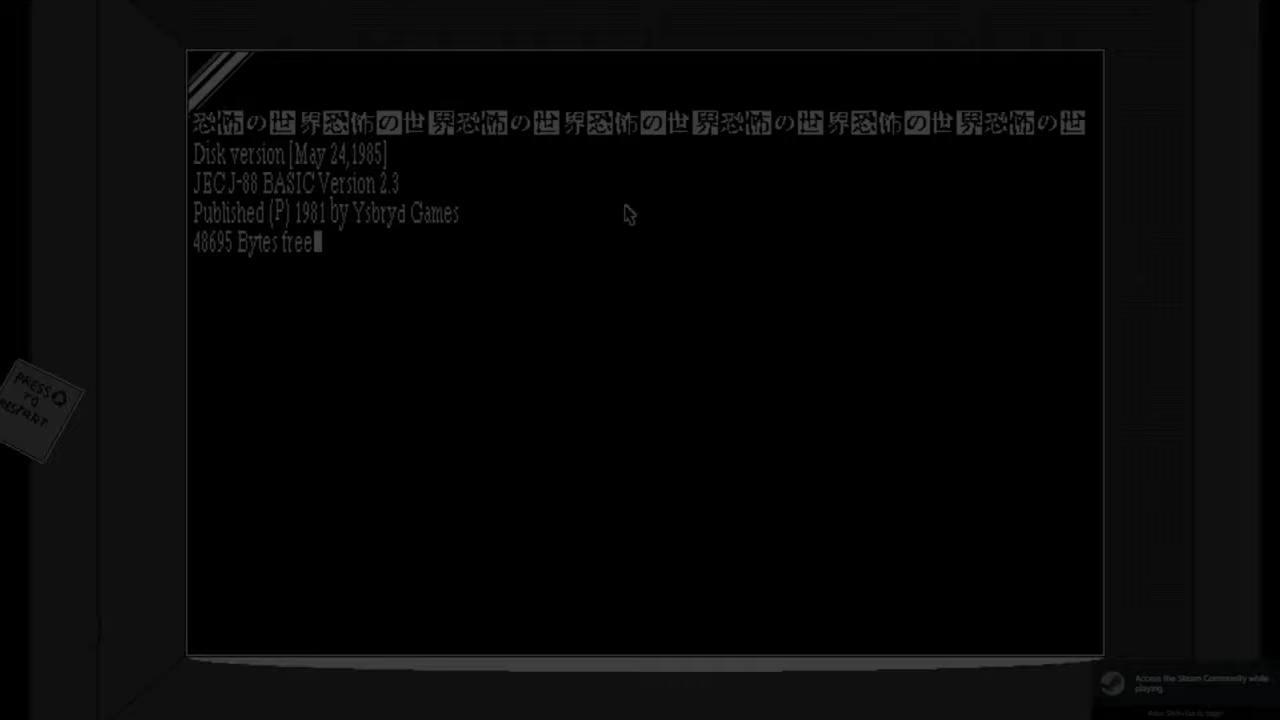 恐怖の世界恐怖の世界恐怖の世界恐怖の世界恐怖の世界恐怖の世界恐怖の世
Disk version [May 24,1985]
JEC J-88 BASIC Version 2.3
Published (P) 1981 by Ysbryd Games
48695 Bytes free
PRESS
TO
RESTART
Access the Steam Community while
playing.